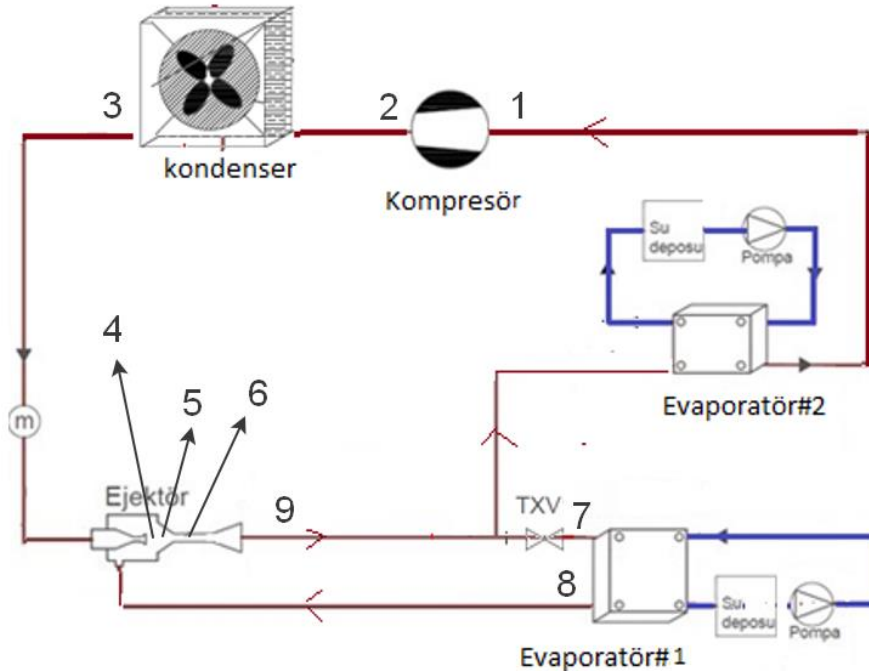 3
2
1
kondenser
Kompresör
Su
deposu
Pompa
4
5
6
Evaporatör#2
m
Ejektör
9
TXV
7
8
Su
deposu
Pompa
Evaporatör#1